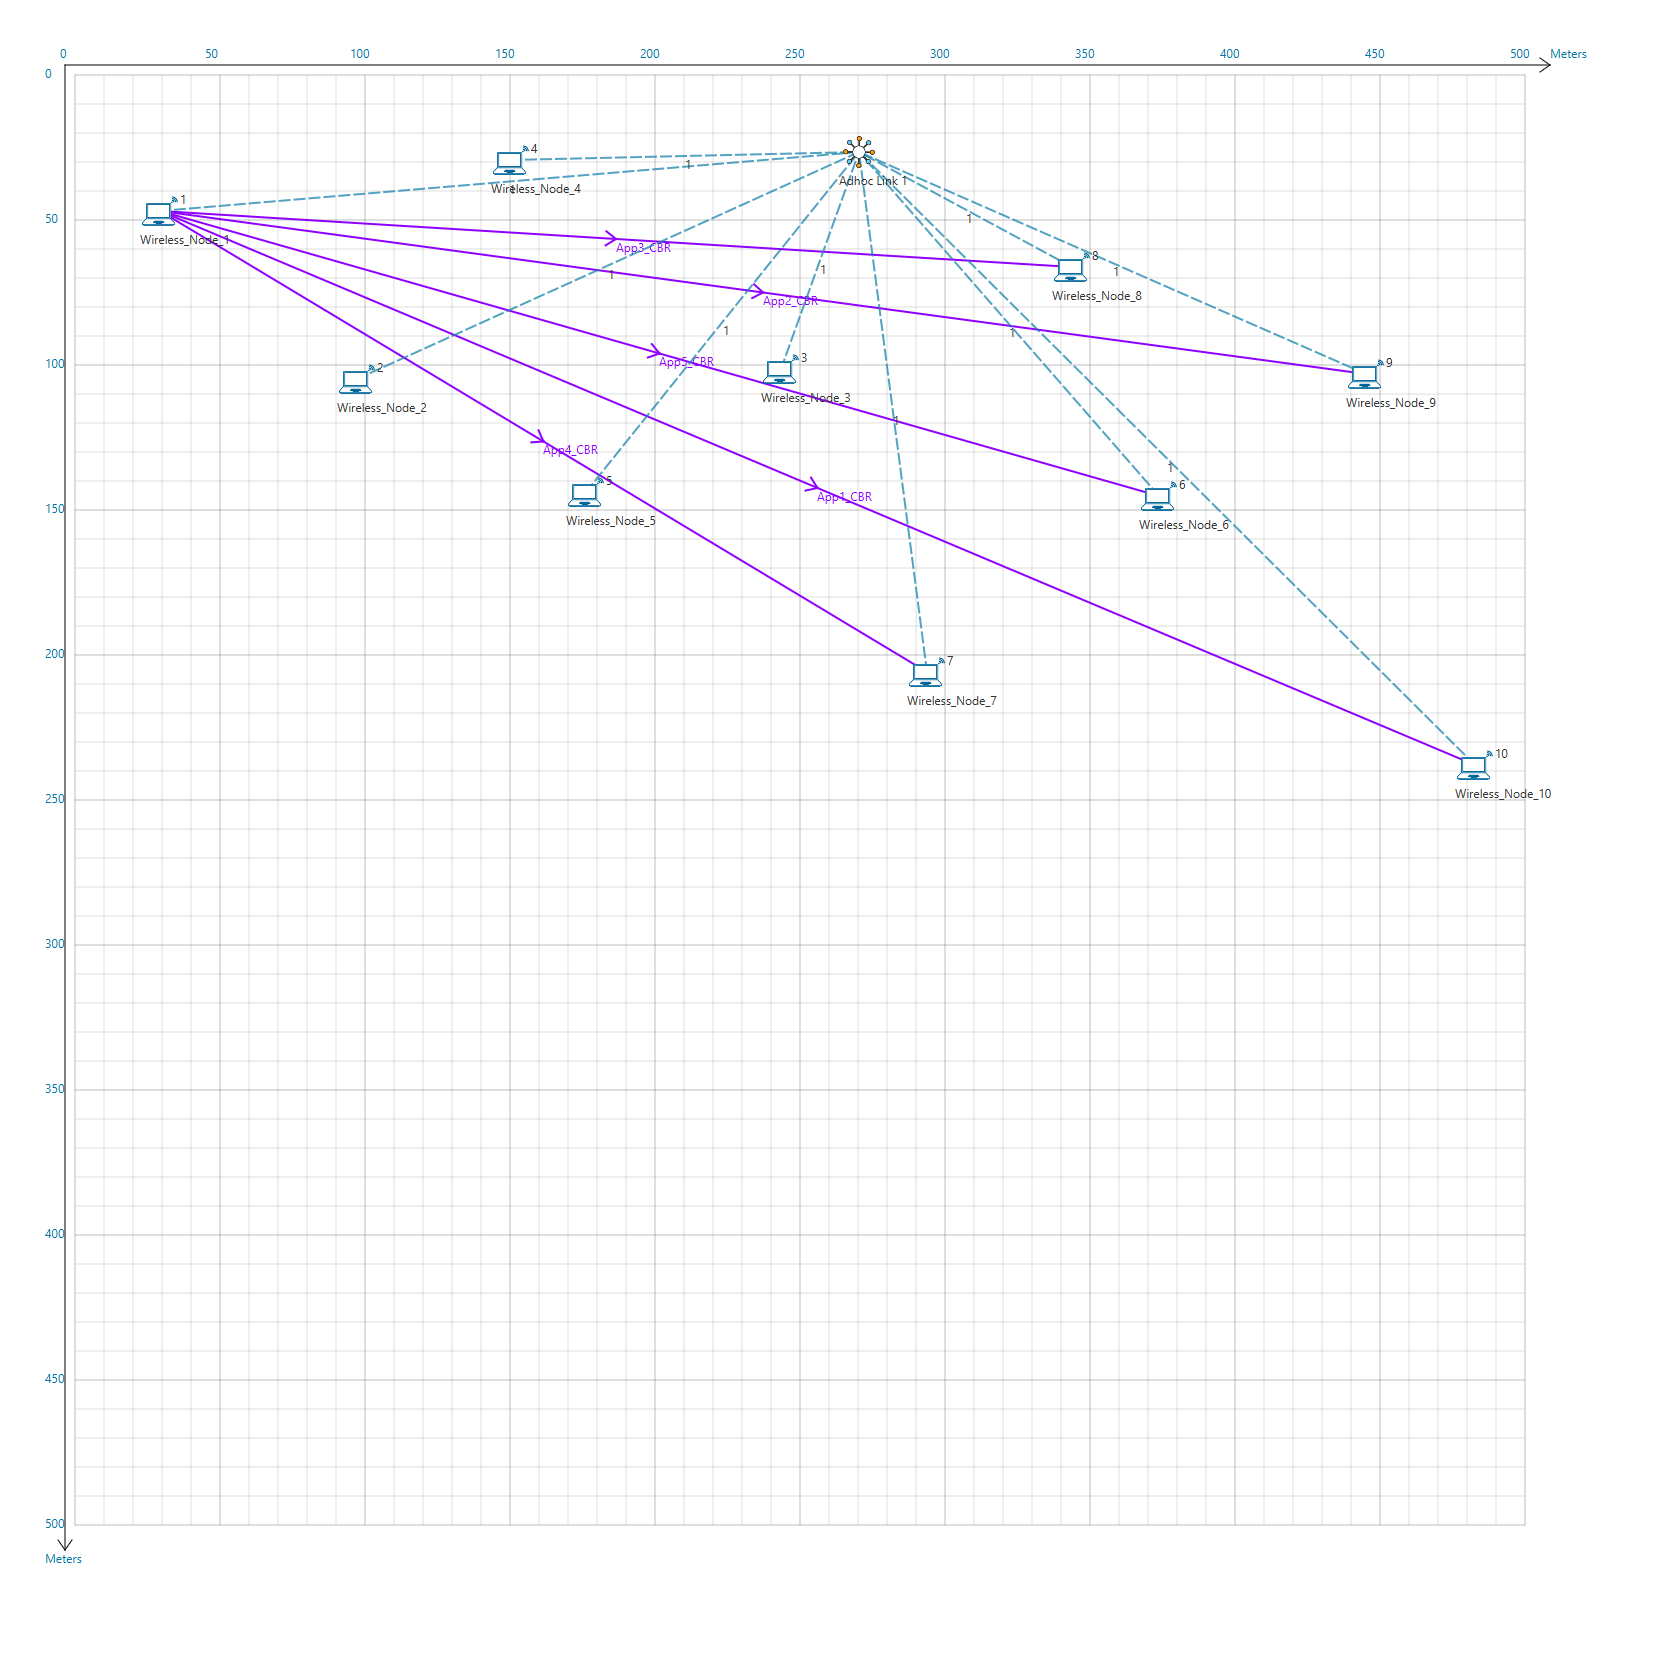 0 50 100 150 200 250 300 350 400 450 500 Meters
0
4
Wireless_Node_4
1
1
Adhoc Link 1
1
Wireless_Node_1
50
1
App3_CBR
8
Wireless_Node_8
1
1
1
App2_CBR
1
1
3
Wireless_Node_3
App5_CBR
9
Wireless_Node_9
100
2
Wireless_Node_2
1
App4_CBR
1
5
Wireless_Node_5
App1_CBR
6
Wireless_Node_6
150
200
7
Wireless_Node_7
10
Wireless_Node_10
250
300
350
400
450
500
Meters